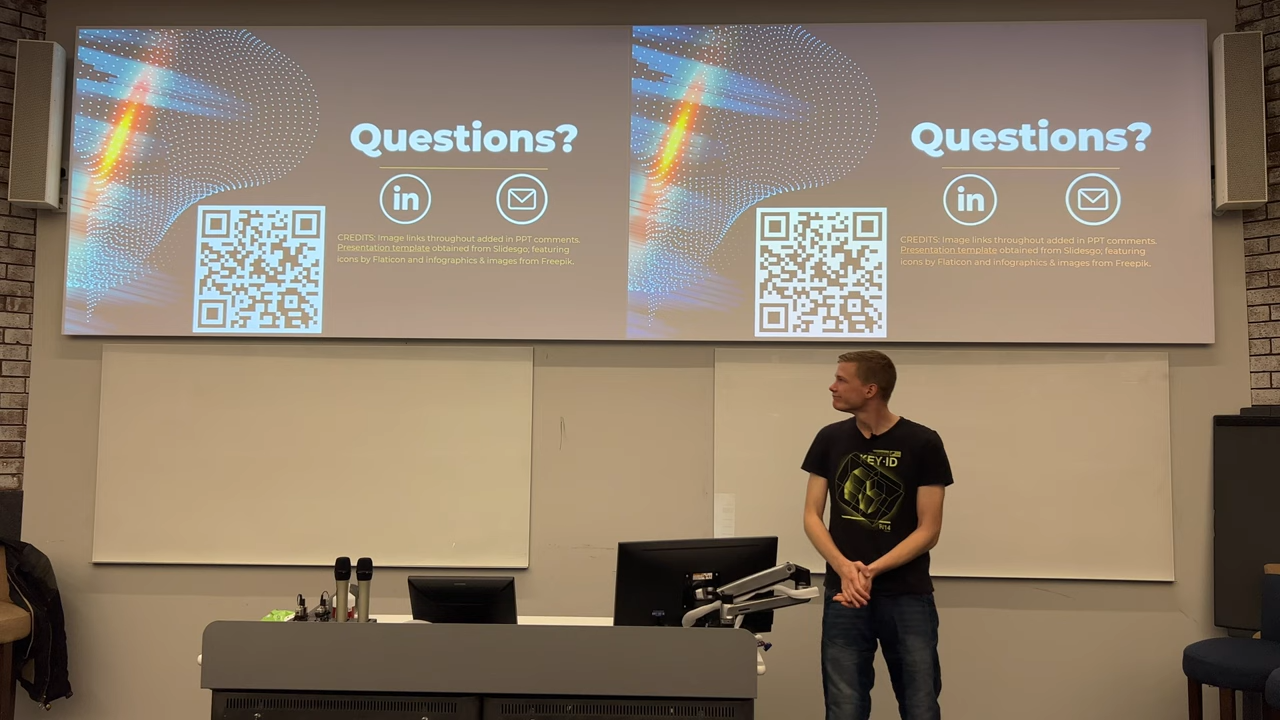 Questions?
in
CREDITS: Image links throughout added in PPT comments.
Presentation template obtained from Slidesgo; featuring
icons by Flaticon and infographics & images from Freepik.
Questions?
in
CREDITS: Image links throughout added in PPT comments.
Presentation template obtained from Slidesgo; featuring
icons by Flaticon and infographics & images from Freepik.
KEY-ID